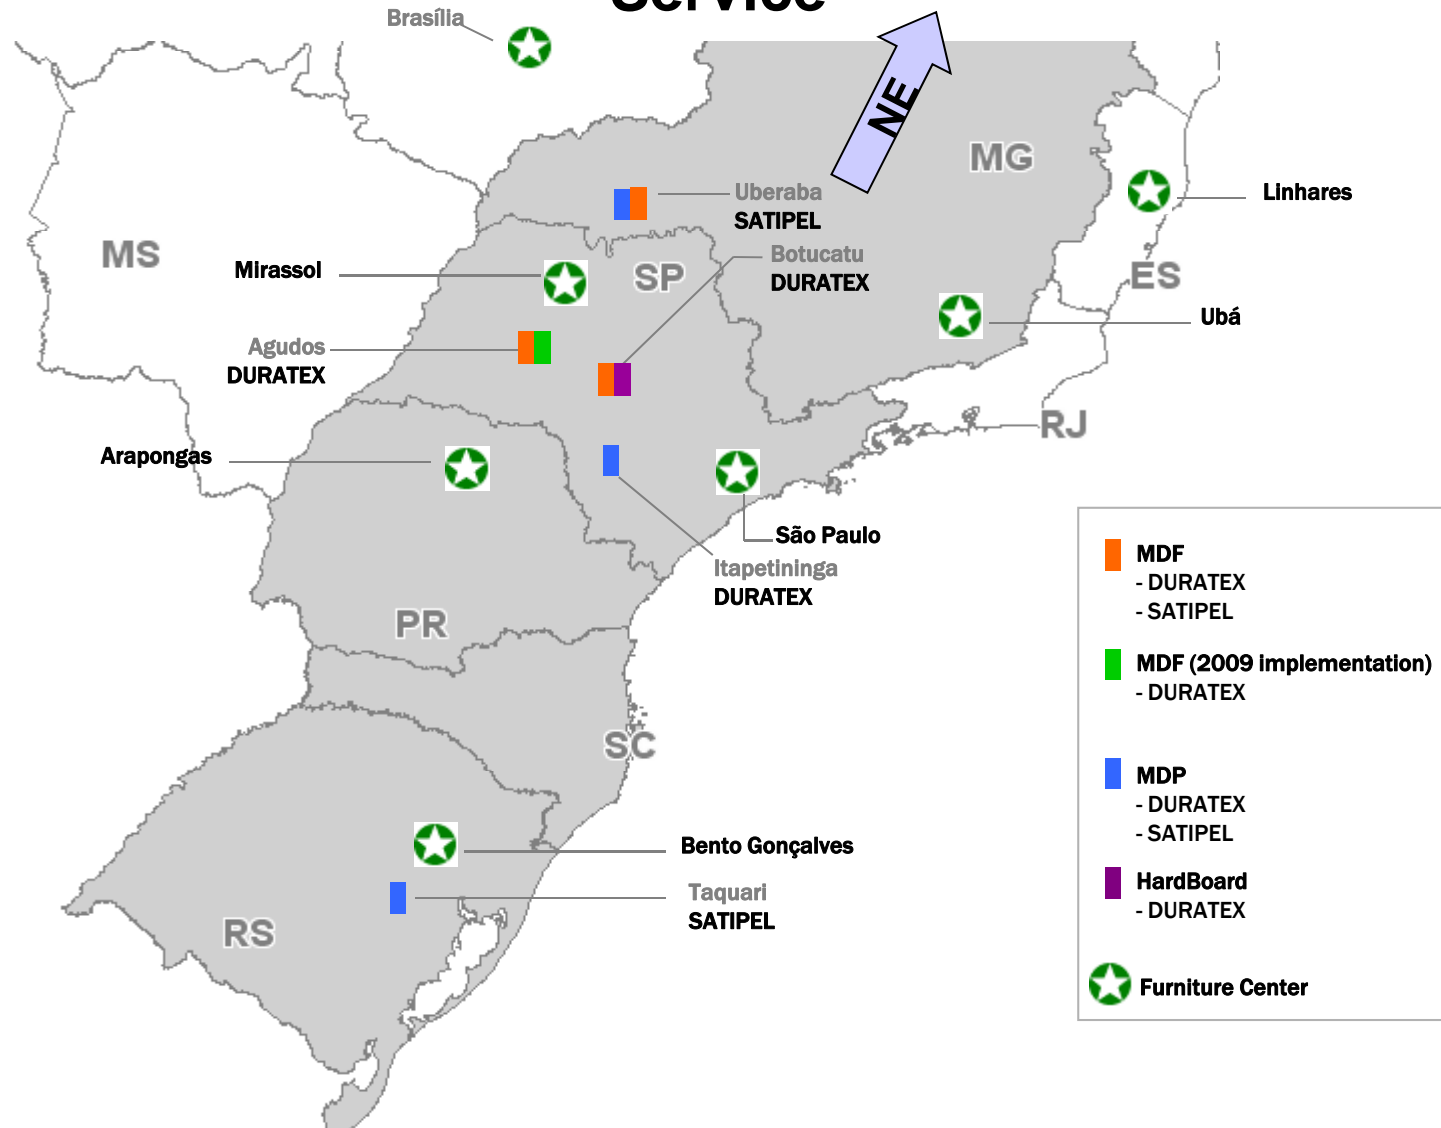 Service
Brasília
NE
MG
Uberaba
SATIPEL
Linhares
MS
Mirassol
SP
Botucatu
DURATEX
ES
Ubá
Agudos
DURATEX
RJ
Arapongas
São Paulo
Itapetininga
DURATEX
PR
SC
Bento Gonçalves
Taquari
SATIPEL
RS
MDF
- DURATEX
- SATIPEL
MDF (2009 implementation)
- DURATEX
MDP
- DURATEX
- SATIPEL
HardBoard
- DURATEX
Furniture Center